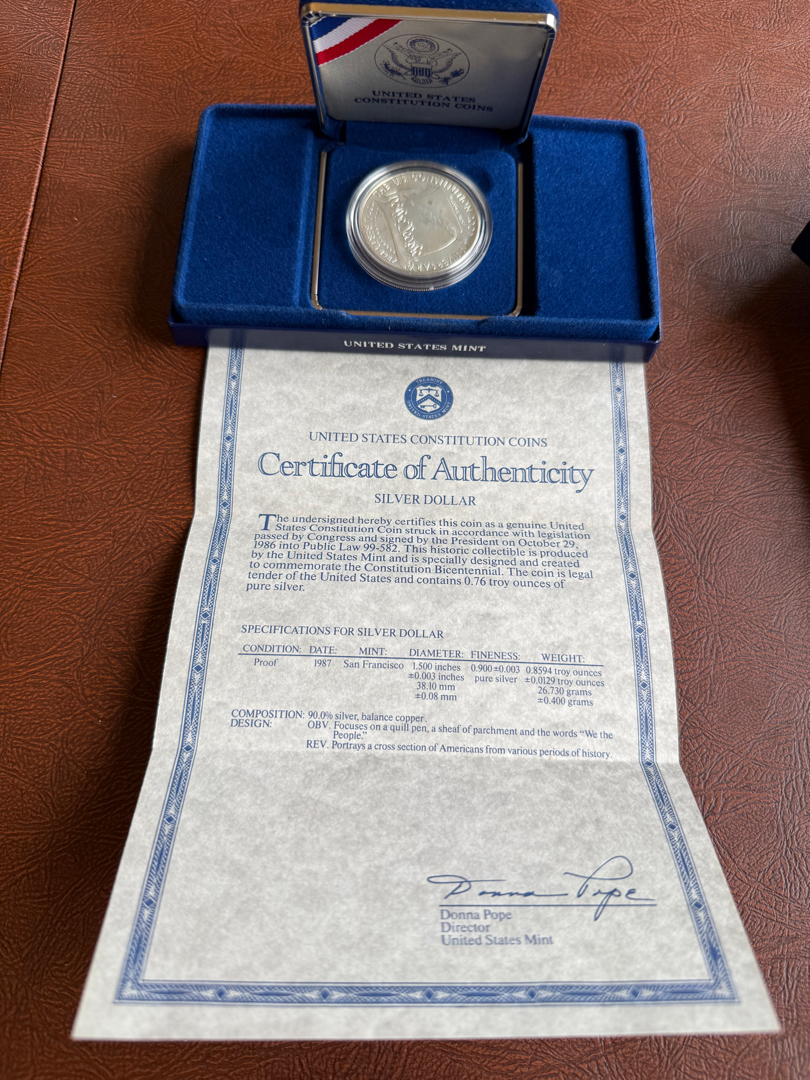 UNITED STATES
CONSTITUTION COINS
THE U.S. CONSTITUTION 200
We the People
UNITED STATES MINT
UNITED STATES CONSTITUTION COINS
Certificate of Authenticity
SILVER DOLLAR
The undersigned hereby certifies this coin as a genuine United
States Constitution Coin struck in accordance with legislation
passed by Congress and signed by the President on October 29,
1986 into Public Law 99-582. This historic collectible is produced
by the United States Mint and is specially designed and created
to commemorate the Constitution Bicentennial. The coin is legal
tender of the United States and contains 0.76 troy ounces of
pure silver.
SPECIFICATIONS FOR SILVER DOLLAR
CONDITION: DATE: MINT: DIAMETER: FINENESS: WEIGHT:
Proof 1987 San Francisco 1.500 inches 0.900±0.003 0.8594 troy ounces
±0.003 inches pure silver ±0.0129 troy ounces
38.10 mm 26.730 grams
±0.08 mm ±0.400 grams
COMPOSITION: 90.0% silver, balance copper.
DESIGN: OBV. Focuses on a quill pen, a sheaf of parchment and the words “We the
People.”
REV. Portrays a cross section of Americans from various periods of history.
Donna Pope
Donna Pope
Director
United States Mint